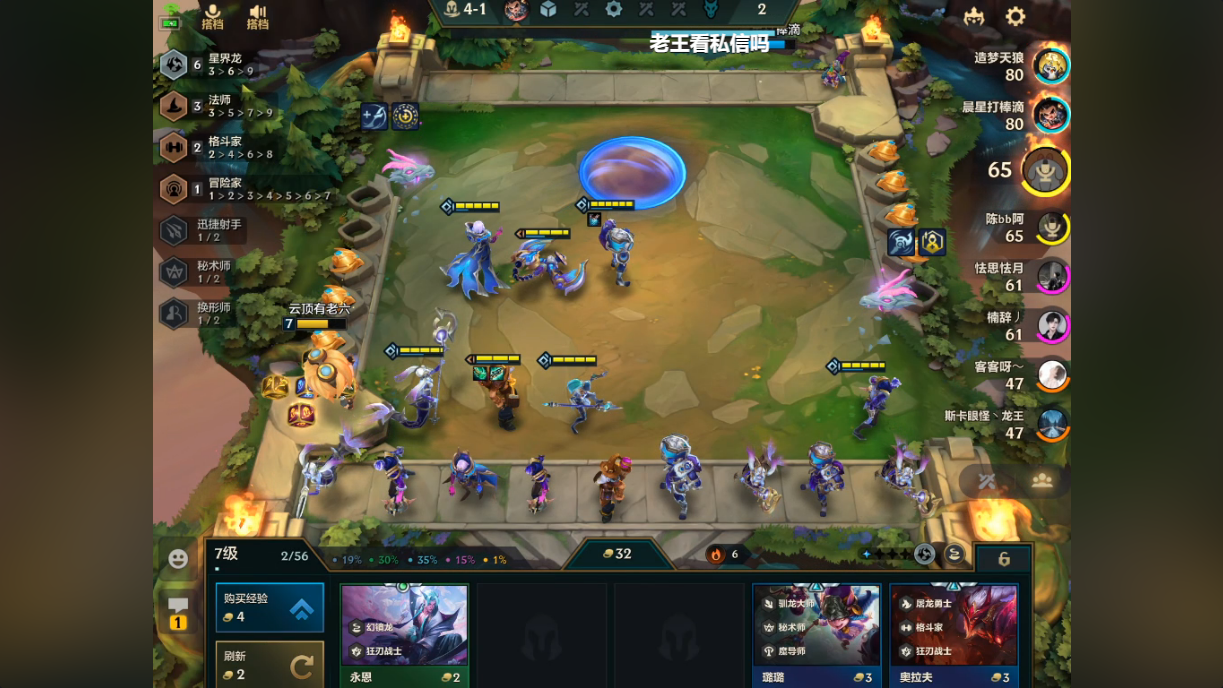 搭档
搭档
4-1
2
老王看私信吗
棒滴
6
星界龙
3 > 6 > 9
3
法师
3 > 5 > 7 > 9
2
格斗家
2 > 4 > 6 > 8
1
冒险家
1 > 2 > 3 > 4 > 5 > 6 > 7
迅捷射手
1 / 2
秘术师
1 / 2
换形师
1 / 2
造梦天狼
80
晨星打棒滴
80
65
陈bb阿
65
怯思怯月
61
楠辞丿
61
客客呀～
47
斯卡眼怪丶龙王
47
云顶有老六
7
7级
2/56
19%
30%
35%
15%
1%
32
6
6
购买经验
4
刷新
2
1
幻镜龙
狂刃战士
永恩
2
驯龙大师
秘术师
魔导师
璐璐
3
屠龙勇士
格斗家
狂刃战士
奥拉夫
3